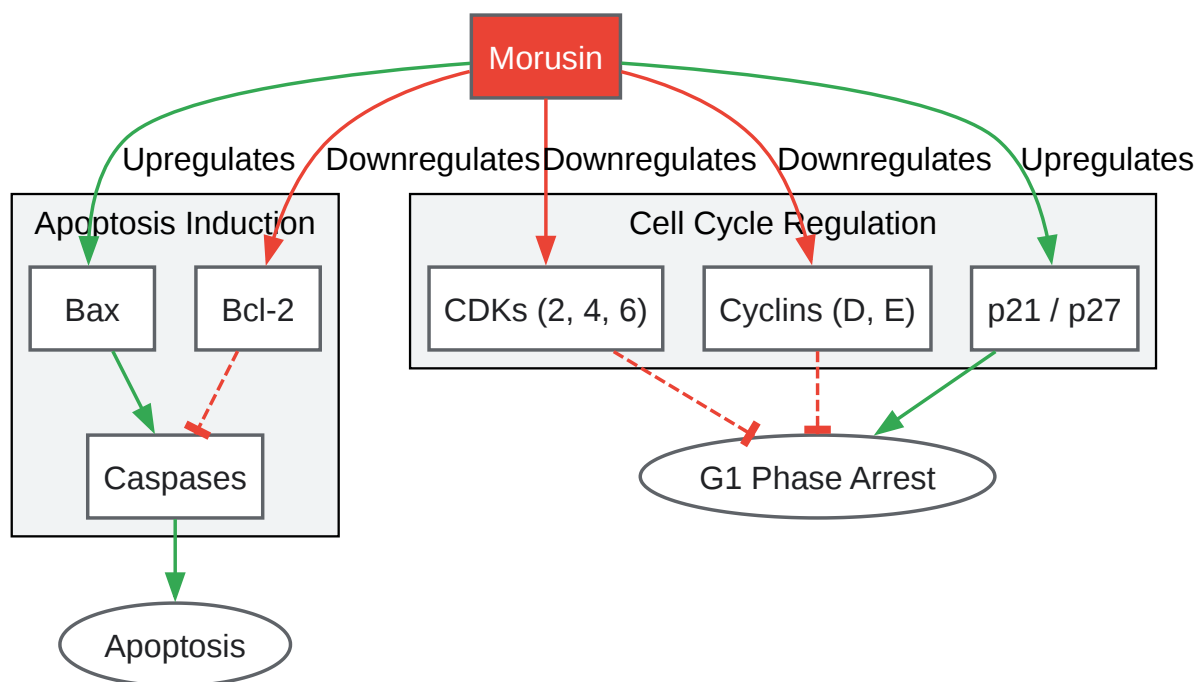 Morusin
Upregulates
Downregulates
Downregulates
Downregulates
Upregulates
Apoptosis Induction
Cell Cycle Regulation
Bax
Bcl-2
CDKs (2, 4, 6)
Cyclins (D, E)
p21 / p27
Caspases
G1 Phase Arrest
Apoptosis